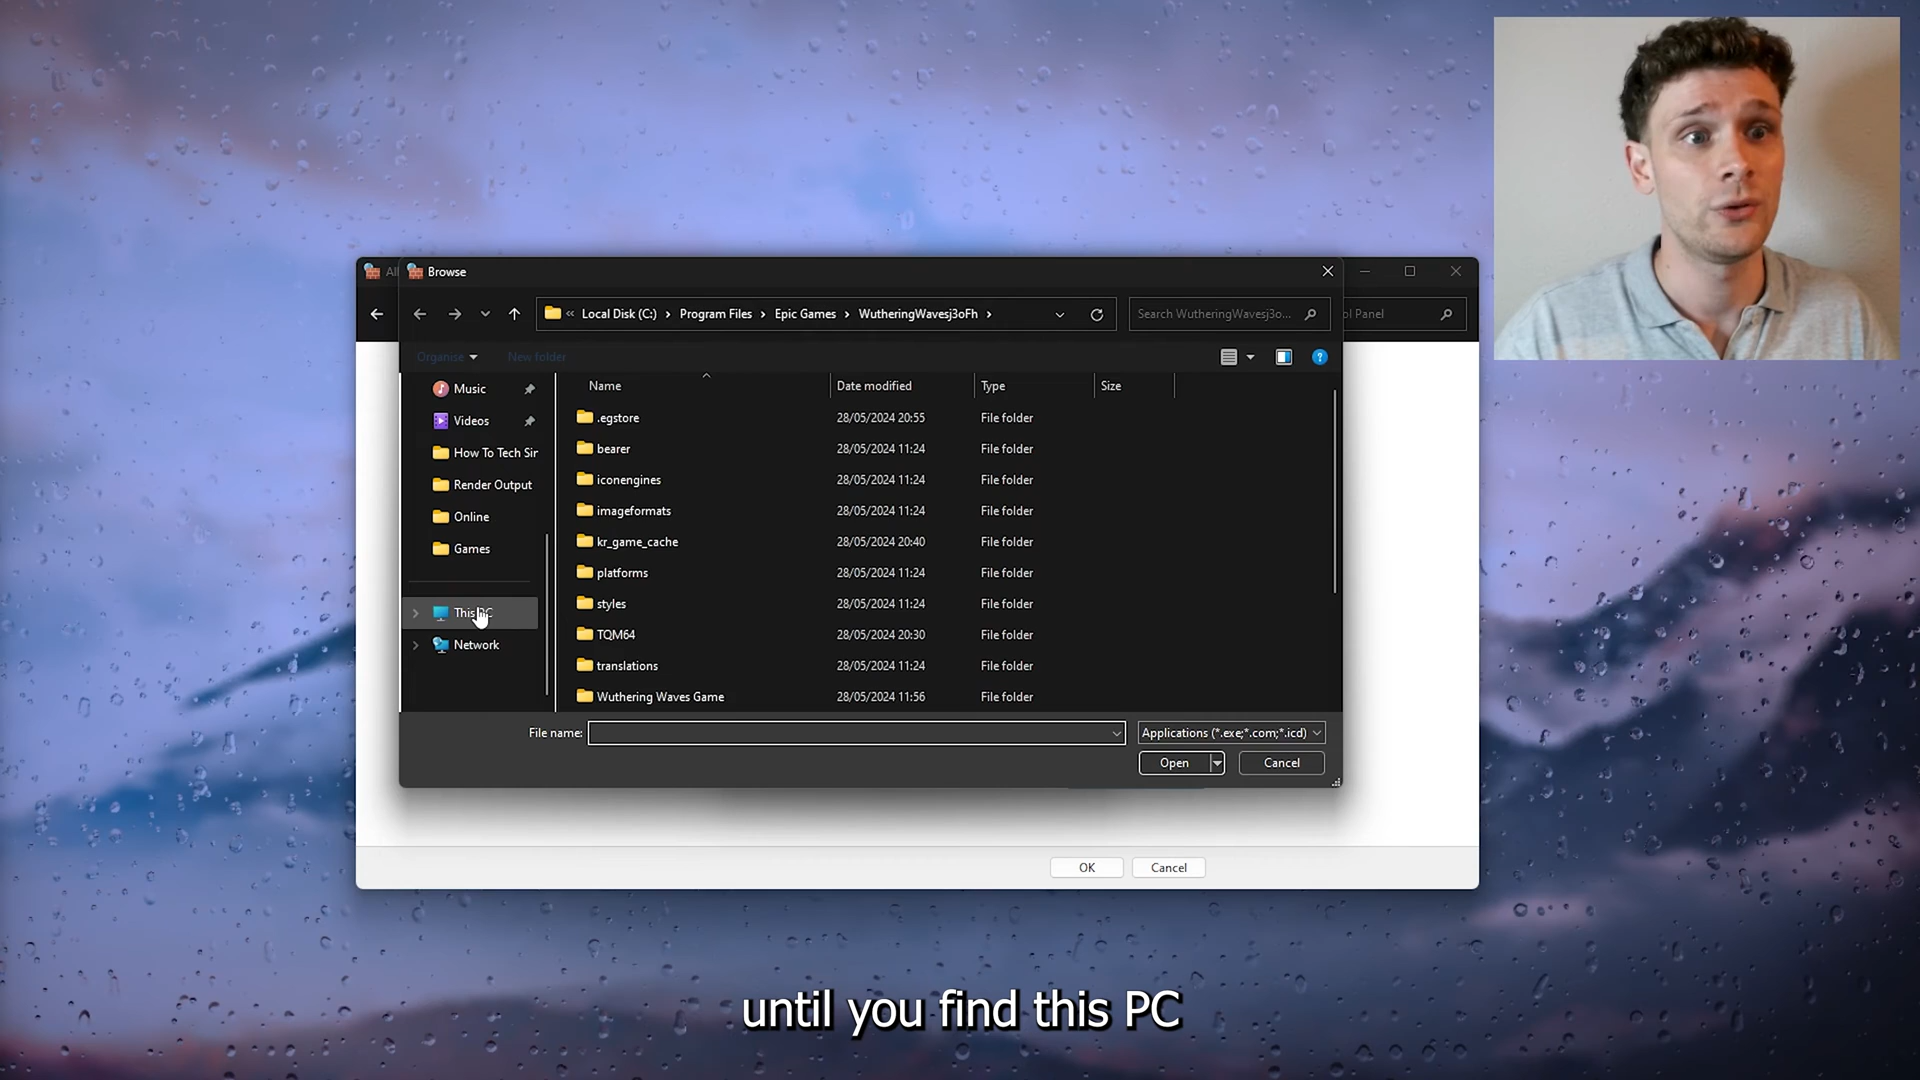 Al
Browse
« Local Disk (C:) > Program Files > Epic Games > WutheringWavesj3oFh >
Search WutheringWavesj3o...
ol Panel
Organise
New folder
Name
Date modified
Type
Size
Music
Videos
How To Tech Sir
Render Output
Online
Games
This PC
Network
.egstore 28/05/2024 20:55 File folder
bearer 28/05/2024 11:24 File folder
iconengines 28/05/2024 11:24 File folder
imageformats 28/05/2024 11:24 File folder
kr_game_cache 28/05/2024 20:40 File folder
platforms 28/05/2024 11:24 File folder
styles 28/05/2024 11:24 File folder
TQM64 28/05/2024 20:30 File folder
translations 28/05/2024 11:24 File folder
Wuthering Waves Game 28/05/2024 11:56 File folder
File name:
Applications (*.exe;*.com;*.icd)
Open
Cancel
OK
Cancel
until you find this PC